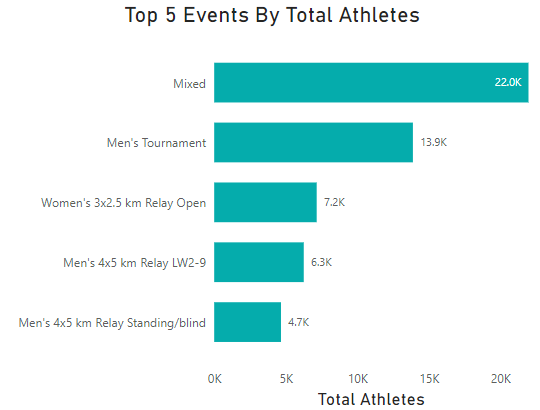 Top 5 Events By Total Athletes
Mixed 22.0K
Men's Tournament 13.9K
Women's 3x2.5 km Relay Open 7.2K
Men's 4x5 km Relay LW2-9 6.3K
Men's 4x5 km Relay Standing/blind 4.7K
0K 5K 10K 15K 20K
Total Athletes